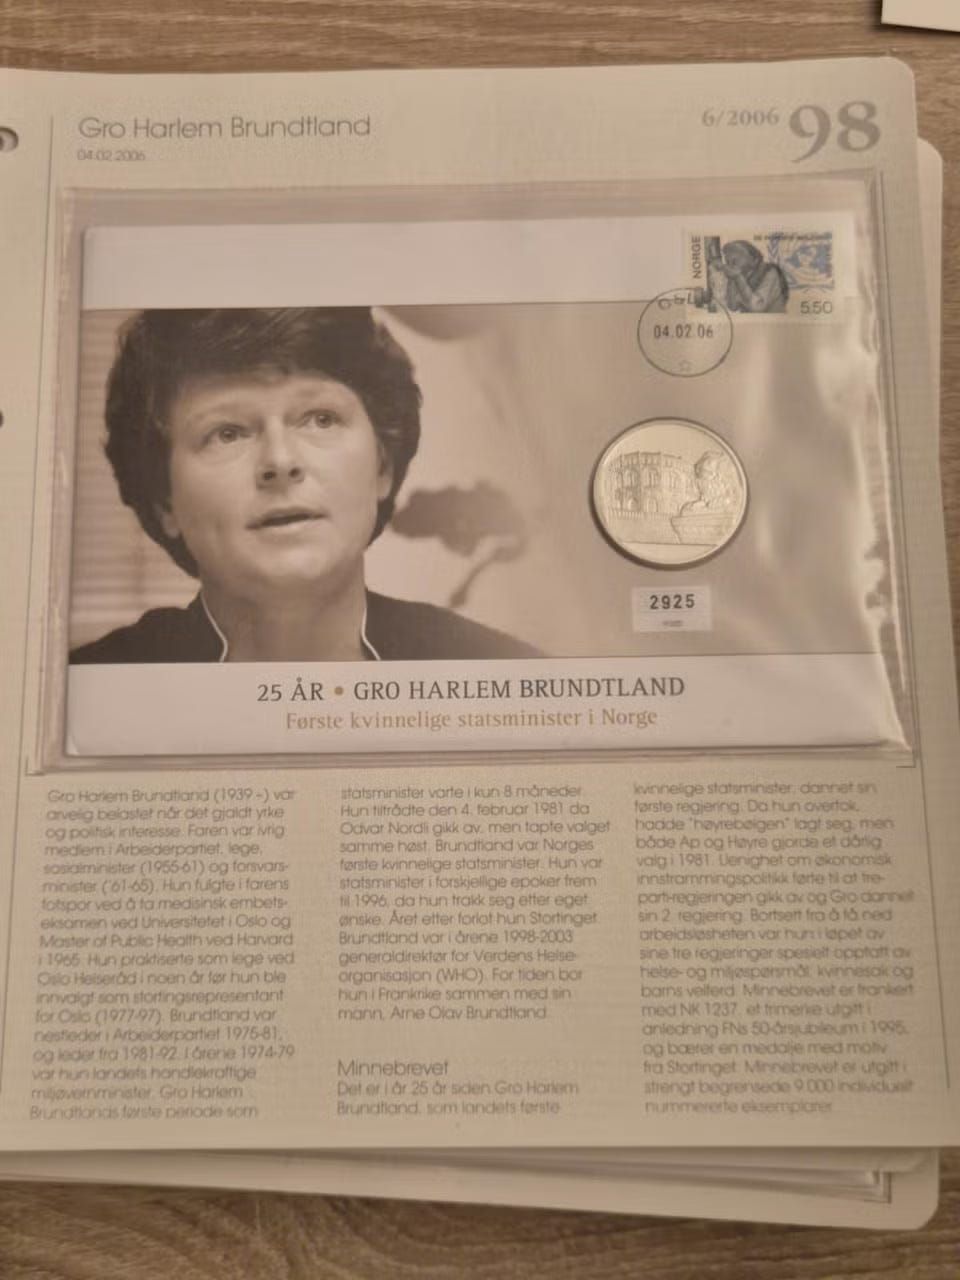 Gro Harlem Brundtland
04.02.2006
6/2006 98
NORGE
5.50
04.02.06
2925
25 ÅR • GRO HARLEM BRUNDTLAND
Første kvinnelige statsminister i Norge
Gro Harlem Brundtland (1939 -) var
arvelig belastet når det gjaldt yrke
og politisk interesse. Faren var ivrig
medlem i Arbeiderpartiet, lege,
sosialminister (1955-61) og forsvars-
minister ('61-65). Hun fulgte i farens
fotspor ved å ta medisinsk embets-
eksamen ved Universitetet i Oslo og
Master of Public Health ved Harvard
i 1965. Hun praktiserte som lege ved
Oslo Helseråd i noen år før hun ble
innvalgt som stortingsrepresentant
for Oslo (1977-97). Brundtland var
nestleder i Arbeiderpartiet 1975-81,
og leder fra 1981-92. I årene 1974-79
var hun landets handlekraftige
miljøvernminister. Gro Harlem
Brundtlands første periode som
statsminister varte i kun 8 måneder.
Hun tiltrådte den 4. februar 1981 da
Odvar Nordli gikk av, men tapte valget
samme høst. Brundtland var Norges
første kvinnelige statsminister. Hun var
statsminister i forskjellige epoker frem
til 1996, da hun trakk seg etter eget
ønske. Året etter forlot hun Stortinget.
Brundtland var i årene 1998-2003
generaldirektør for Verdens Helse-
organisasjon (WHO). For tiden bor
hun i Frankrike sammen med sin
mann, Arne Olav Brundtland.
Minnebrevet
Det er i år 25 år siden Gro Harlem
Brundtland, som landets første
kvinnelige statsminister, dannet sin
første regjering. Da hun overtok,
hadde "høyrebølgen" lagt seg, men
både Ap og Høyre gjorde et dårlig
valg i 1981. Uenighet om økonomisk
innstrammingspolitikk førte til at tre-
parti-regjeringen gikk av og Gro dannet
sin 2. regjering. Bortsett fra å få ned
arbeidsløsheten var hun i løpet av
sine tre regjeringer spesielt opptatt av
helse- og miljøspørsmål, kvinnesak og
barns velferd. Minnebrevet er frankert
med NK 1237, et frimerke utgitt i
anledning FNs 50-årsjubileum i 1995,
og bærer en medalje med motiv
fra Stortinget. Minnebrevet er utgitt i
strengt begrensede 9.000 individuelt
nummererte eksemplarer.